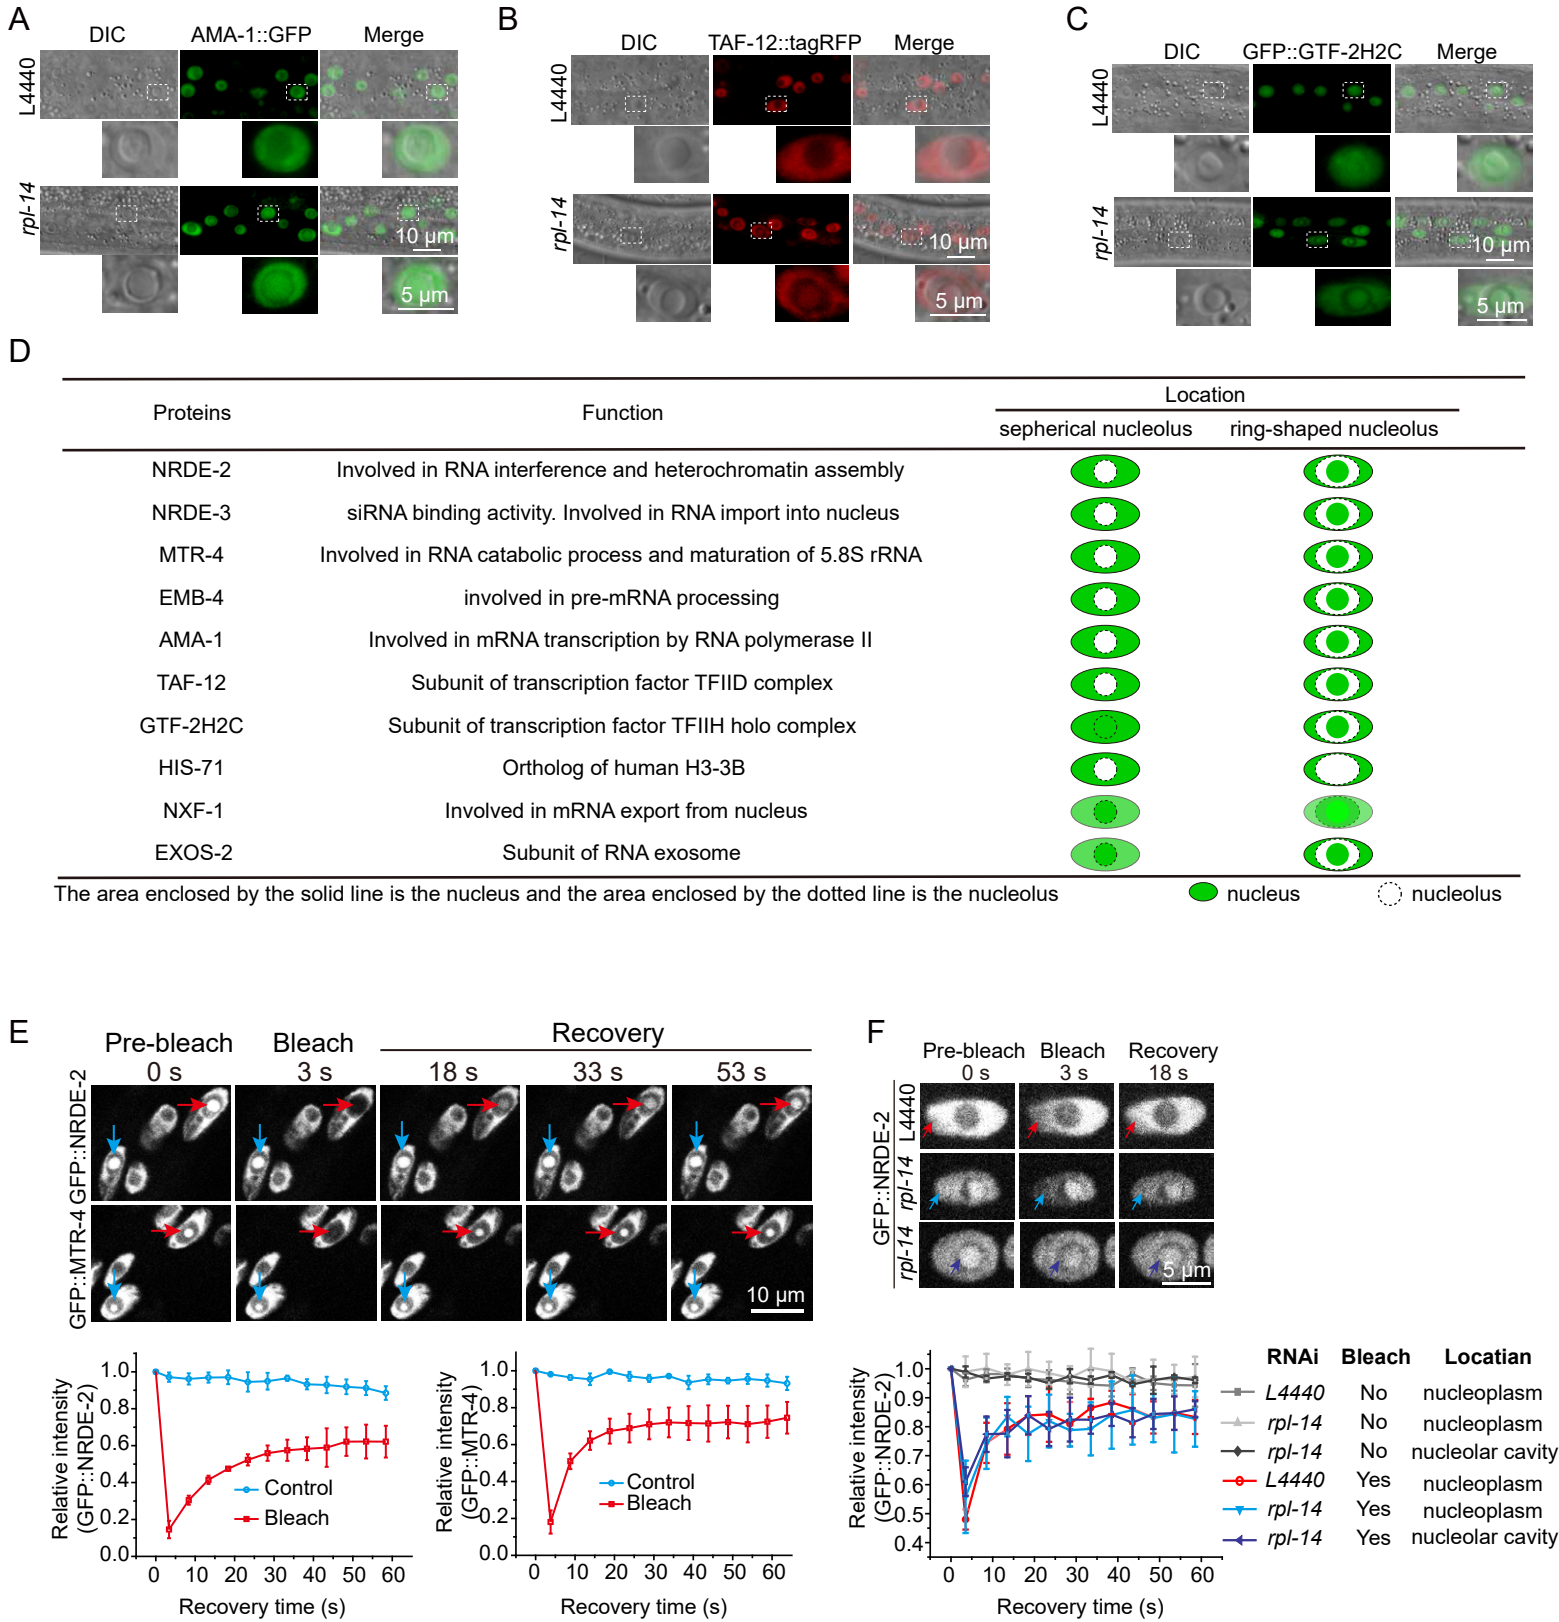 A
DIC
AMA-1::GFP
Merge
L4440
rpl-14
10 µm
5 µm
B
DIC
TAF-12::tagRFP
Merge
L4440
rpl-14
10 µm
5 µm
C
DIC
GFP::GTF-2H2C
Merge
L4440
rpl-14
10 µm
5 µm
D
Proteins
Function
Location
sepherical nucleolus
ring-shaped nucleolus
NRDE-2 Involved in RNA interference and heterochromatin assembly
NRDE-3 siRNA binding activity. Involved in RNA import into nucleus
MTR-4 Involved in RNA catabolic process and maturation of 5.8S rRNA
EMB-4 involved in pre-mRNA processing
AMA-1 Involved in mRNA transcription by RNA polymerase II
TAF-12 Subunit of transcription factor TFIID complex
GTF-2H2C Subunit of transcription factor TFIIH holo complex
HIS-71 Ortholog of human H3-3B
NXF-1 Involved in mRNA export from nucleus
EXOS-2 Subunit of RNA exosome
The area enclosed by the solid line is the nucleus and the area enclosed by the dotted line is the nucleolus
nucleus
nucleolus
E
Pre-bleach
Bleach
Recovery
0 s
3 s
18 s
33 s
53 s
GFP::NRDE-2
GFP::MTR-4
10 µm
Relative intensity
(GFP::NRDE-2)
1.0
0.8
0.6
0.4
0.2
0.0
Control
Bleach
0 10 20 30 40 50 60
Recovery time (s)
Relative intensity
(GFP::MTR-4)
1.0
0.8
0.6
0.4
0.2
0.0
Control
Bleach
0 10 20 30 40 50 60
Recovery time (s)
F
Pre-bleach
Bleach
Recovery
0 s
3 s
18 s
GFP::NRDE-2
L4440
rpl-14
rpl-14
5 µm
Relative intensity
(GFP::NRDE-2)
1.0
0.9
0.8
0.7
0.6
0.5
0.4
0 10 20 30 40 50 60
Recovery time (s)
RNAi Bleach Locatian
L4440 No nucleoplasm
rpl-14 No nucleoplasm
rpl-14 No nucleolar cavity
L4440 Yes nucleoplasm
rpl-14 Yes nucleoplasm
rpl-14 Yes nucleolar cavity